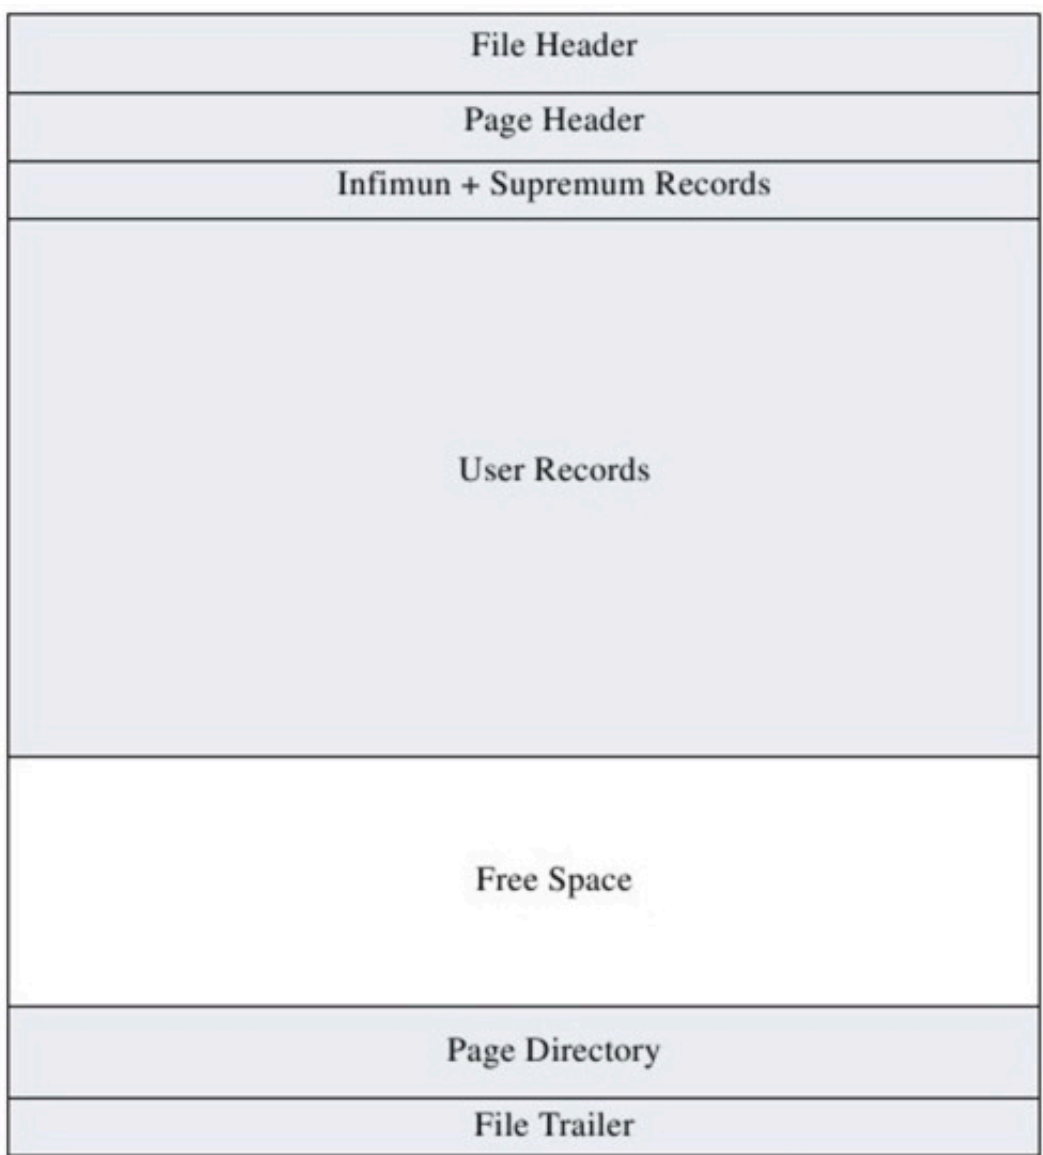 File Header
Page Header
Infimun + Supremum Records
User Records
Free Space
Page Directory
File Trailer